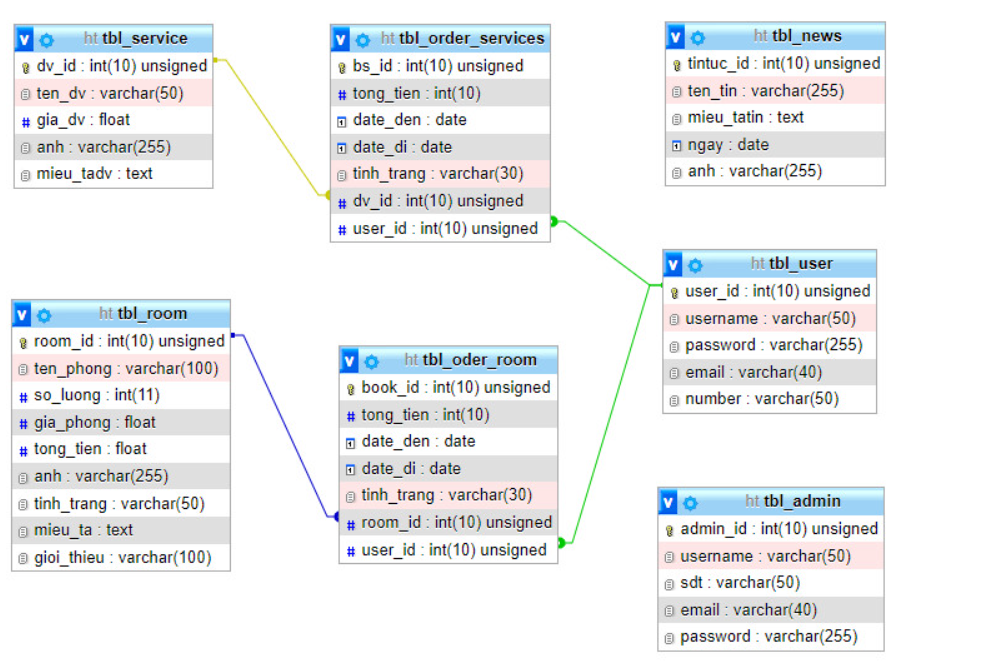 ht tbl_service
dv_id : int(10) unsigned
ten_dv : varchar(50)
gia_dv : float
anh : varchar(255)
mieu_tadv : text
ht tbl_order_services
bs_id : int(10) unsigned
tong_tien : int(10)
date_den : date
date_di : date
tinh_trang : varchar(30)
dv_id : int(10) unsigned
user_id : int(10) unsigned
ht tbl_news
tintuc_id : int(10) unsigned
ten_tin : varchar(255)
mieu_tatin : text
ngay : date
anh : varchar(255)
ht tbl_room
room_id : int(10) unsigned
ten_phong : varchar(100)
so_luong : int(11)
gia_phong : float
tong_tien : float
anh : varchar(255)
tinh_trang : varchar(50)
mieu_ta : text
gioi_thieu : varchar(100)
ht tbl_oder_room
book_id : int(10) unsigned
tong_tien : int(10)
date_den : date
date_di : date
tinh_trang : varchar(30)
room_id : int(10) unsigned
user_id : int(10) unsigned
ht tbl_user
user_id : int(10) unsigned
username : varchar(50)
password : varchar(255)
email : varchar(40)
number : varchar(50)
ht tbl_admin
admin_id : int(10) unsigned
username : varchar(50)
sdt : varchar(50)
email : varchar(40)
password : varchar(255)